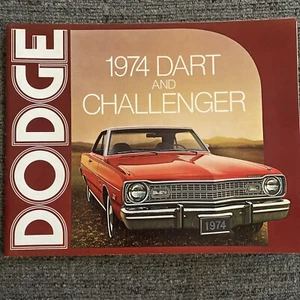 DODGE
1974 DART
AND
CHALLENGER
1974